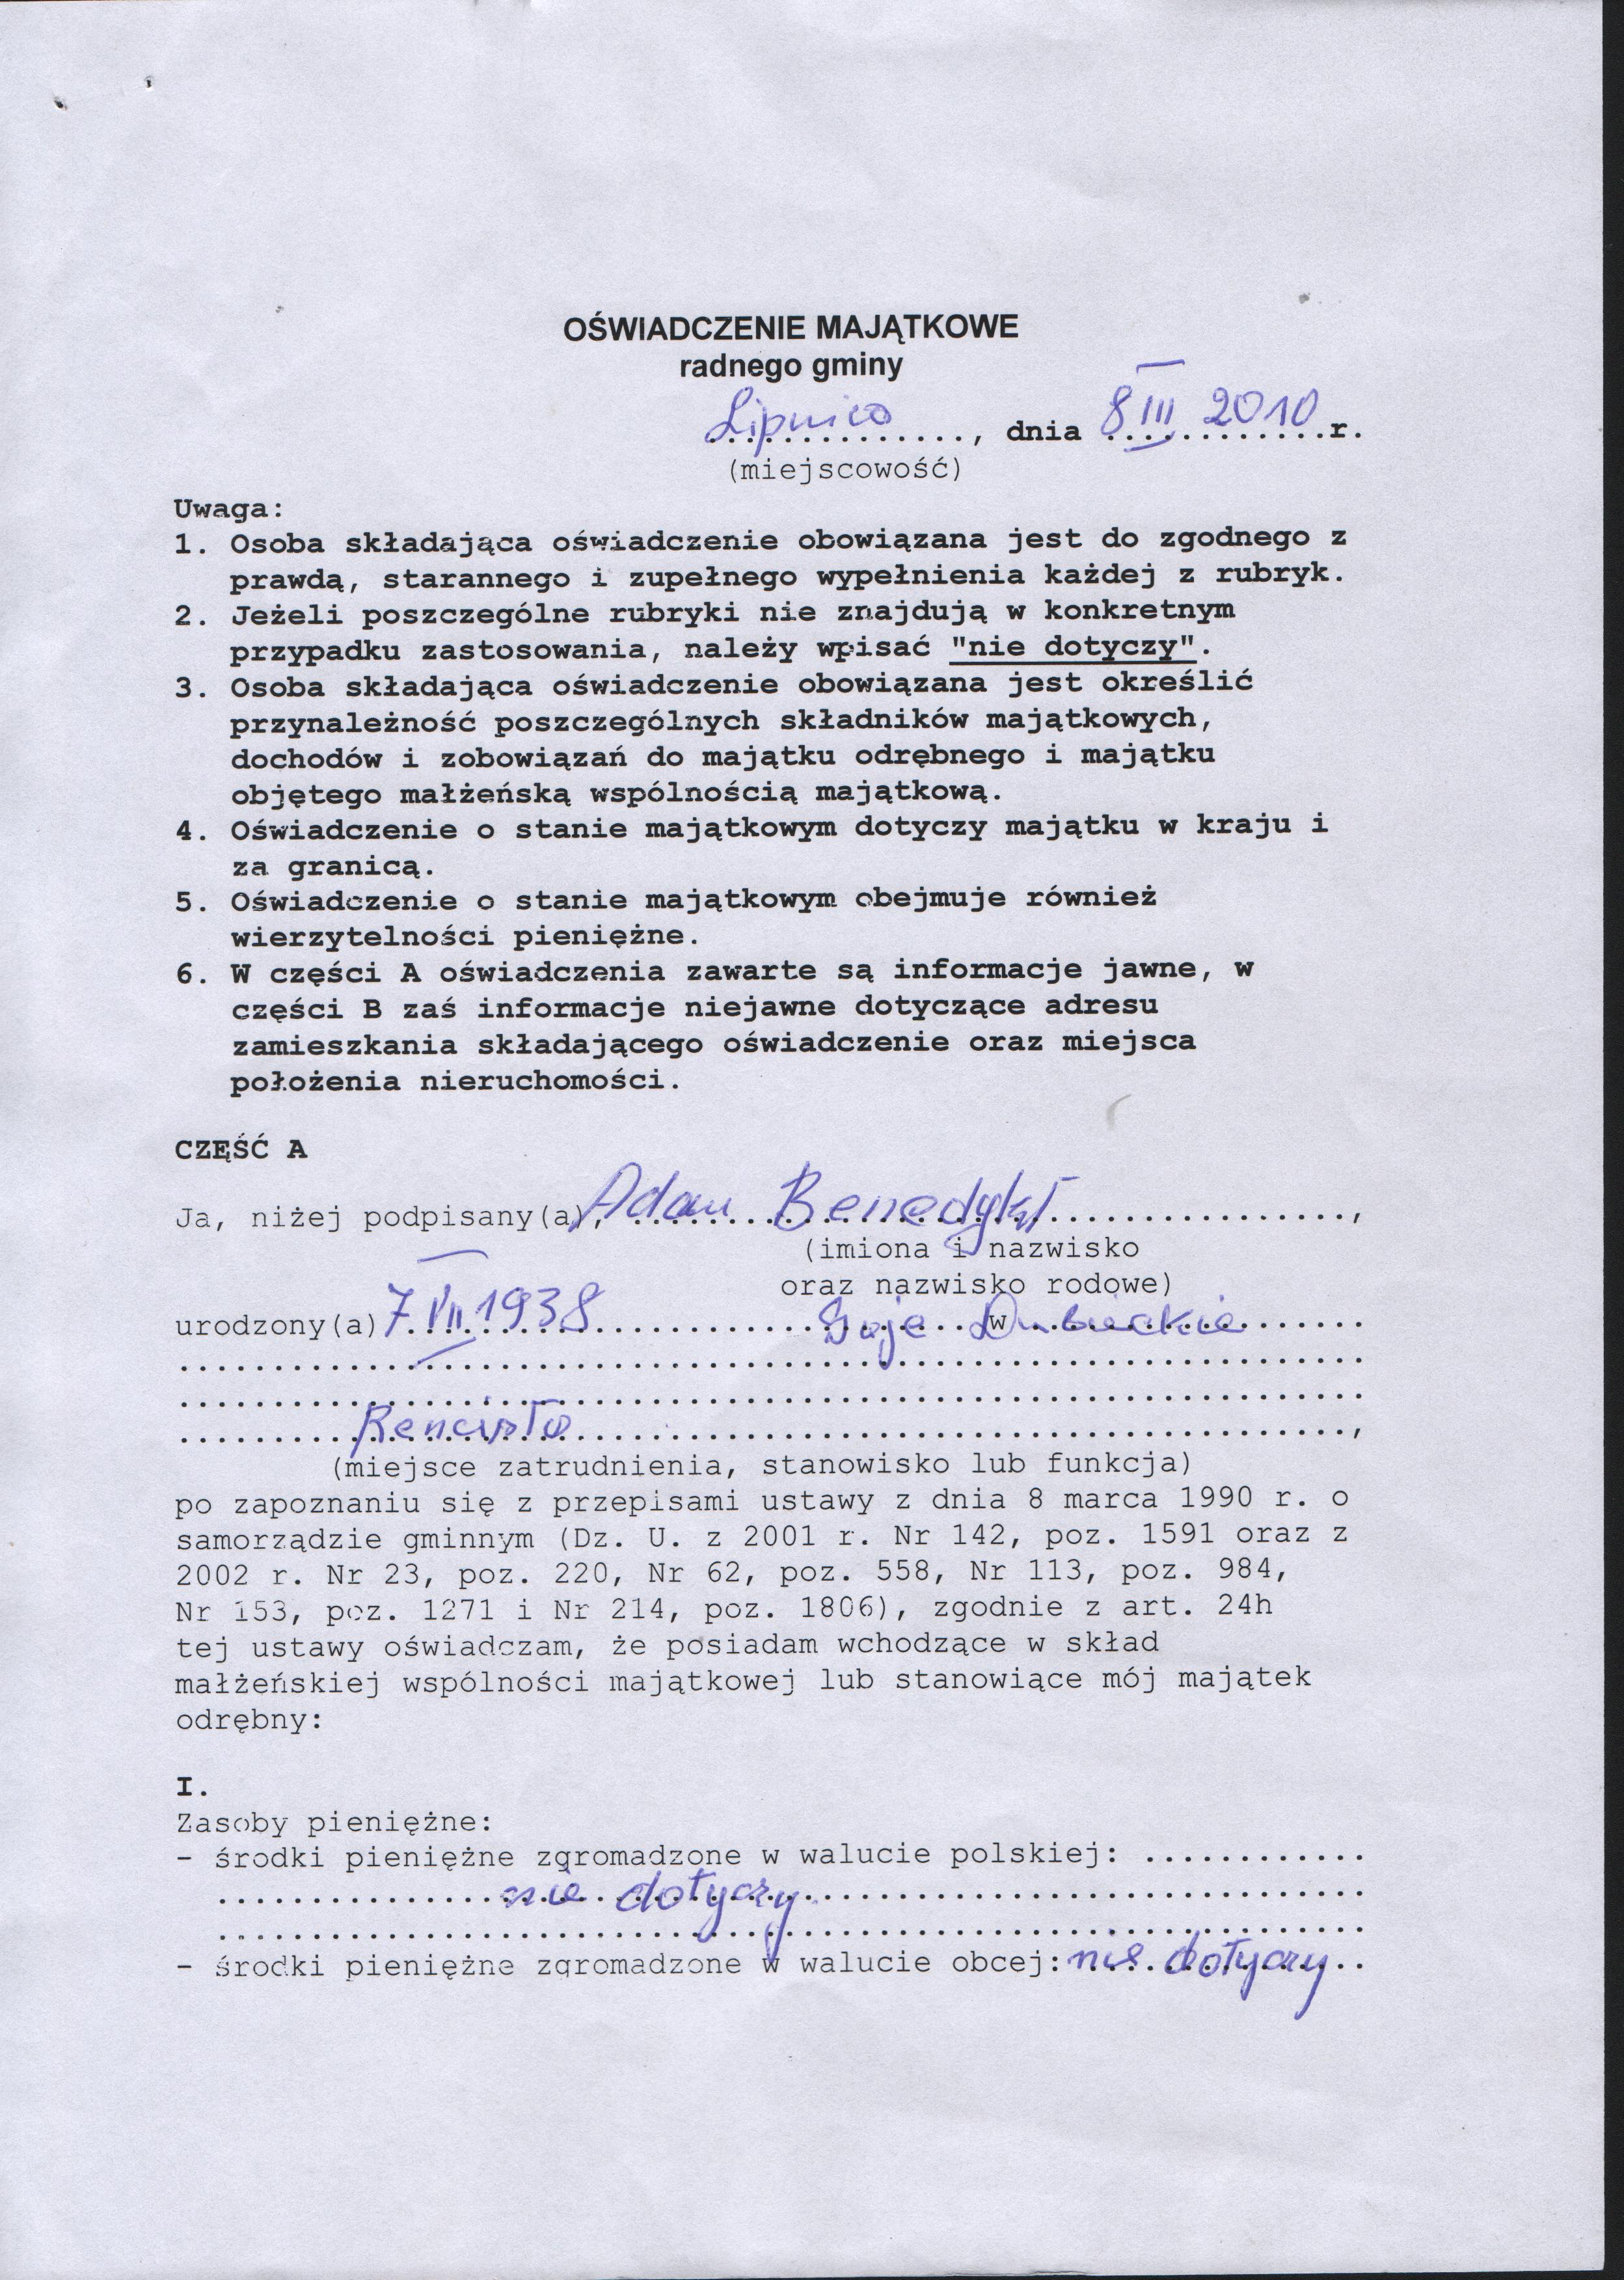 OŚWIADCZENIE MAJĄTKOWE
radnego gminy
Lipnica, dnia 8 III 2010 r.
(miejscowość)
Uwaga:
1. Osoba składająca oświadczenie obowiązana jest do zgodnego z
prawdą, starannego i zupełnego wypełnienia każdej z rubryk.
2. Jeżeli poszczególne rubryki nie znajdują w konkretnym
przypadku zastosowania, należy wpisać "nie dotyczy".
3. Osoba składająca oświadczenie obowiązana jest określić
przynależność poszczególnych składników majątkowych,
dochodów i zobowiązań do majątku odrębnego i majątku
objętego małżeńską wspólnością majątkową.
4. Oświadczenie o stanie majątkowym dotyczy majątku w kraju i
za granicą.
5. Oświadczenie o stanie majątkowym obejmuje również
wierzytelności pieniężne.
6. W części A oświadczenia zawarte są informacje jawne, w
części B zaś informacje niejawne dotyczące adresu
zamieszkania składającego oświadczenie oraz miejsca
położenia nieruchomości.
CZĘŚĆ A
Ja, niżej podpisany(a), Adam Benedykt,
(imiona i nazwisko
oraz nazwisko rodowe)
urodzony(a) 7 VII 1938 w
Rencista,
(miejsce zatrudnienia, stanowisko lub funkcja)
po zapoznaniu się z przepisami ustawy z dnia 8 marca 1990 r. o
samorządzie gminnym (Dz. U. z 2001 r. Nr 142, poz. 1591 oraz z
2002 r. Nr 23, poz. 220, Nr 62, poz. 558, Nr 113, poz. 984,
Nr 153, poz. 1271 i Nr 214, poz. 1806), zgodnie z art. 24h
tej ustawy oświadczam, że posiadam wchodzące w skład
małżeńskiej wspólności majątkowej lub stanowiące mój majątek
odrębny:
I.
Zasoby pieniężne:
- środki pieniężne zgromadzone w walucie polskiej: ............
nie dotyczy
- środki pieniężne zgromadzone w walucie obcej: nie dotyczy